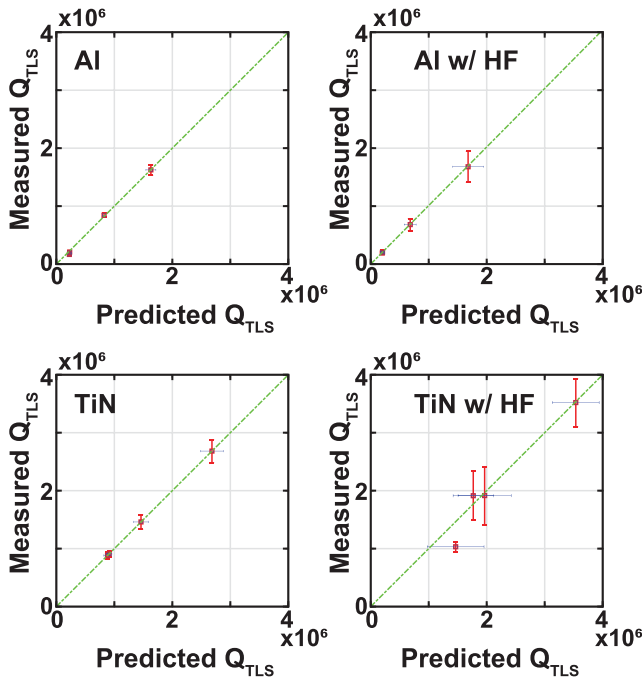 x10⁶
4
Al
Measured Q_TLS
2
0
0
2
4
x10⁶
Predicted Q_TLS
x10⁶
4
Al w/ HF
Measured Q_TLS
2
0
0
2
4
x10⁶
Predicted Q_TLS
x10⁶
4
TiN
Measured Q_TLS
2
0
0
2
4
x10⁶
Predicted Q_TLS
x10⁶
4
TiN w/ HF
Measured Q_TLS
2
0
0
2
4
x10⁶
Predicted Q_TLS